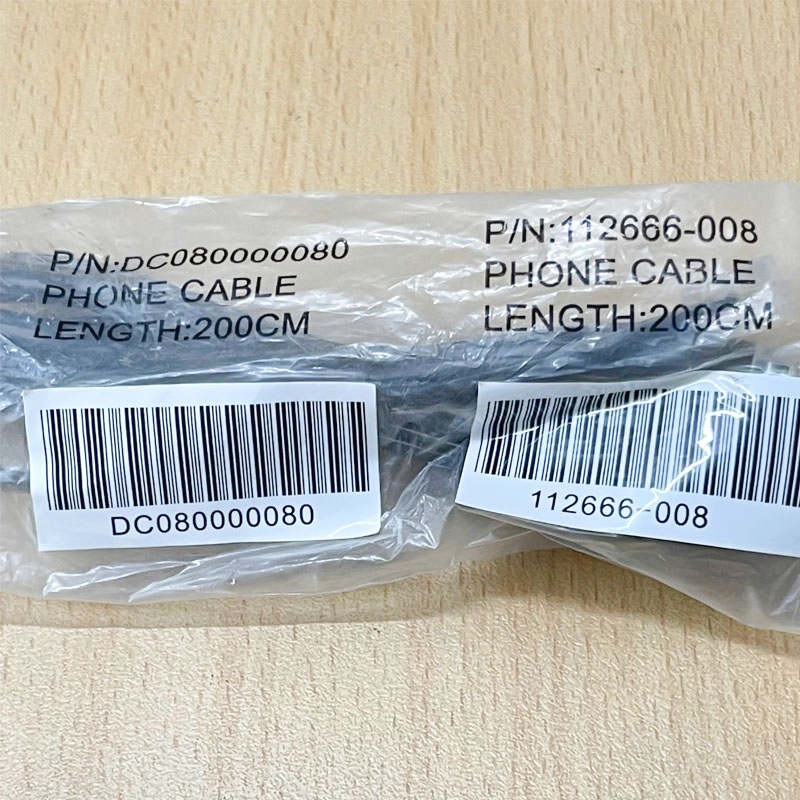 P/N:DC080000080
PHONE CABLE
LENGTH:200CM
DC080000080
P/N:112666-008
PHONE CABLE
LENGTH:200CM
112666-008